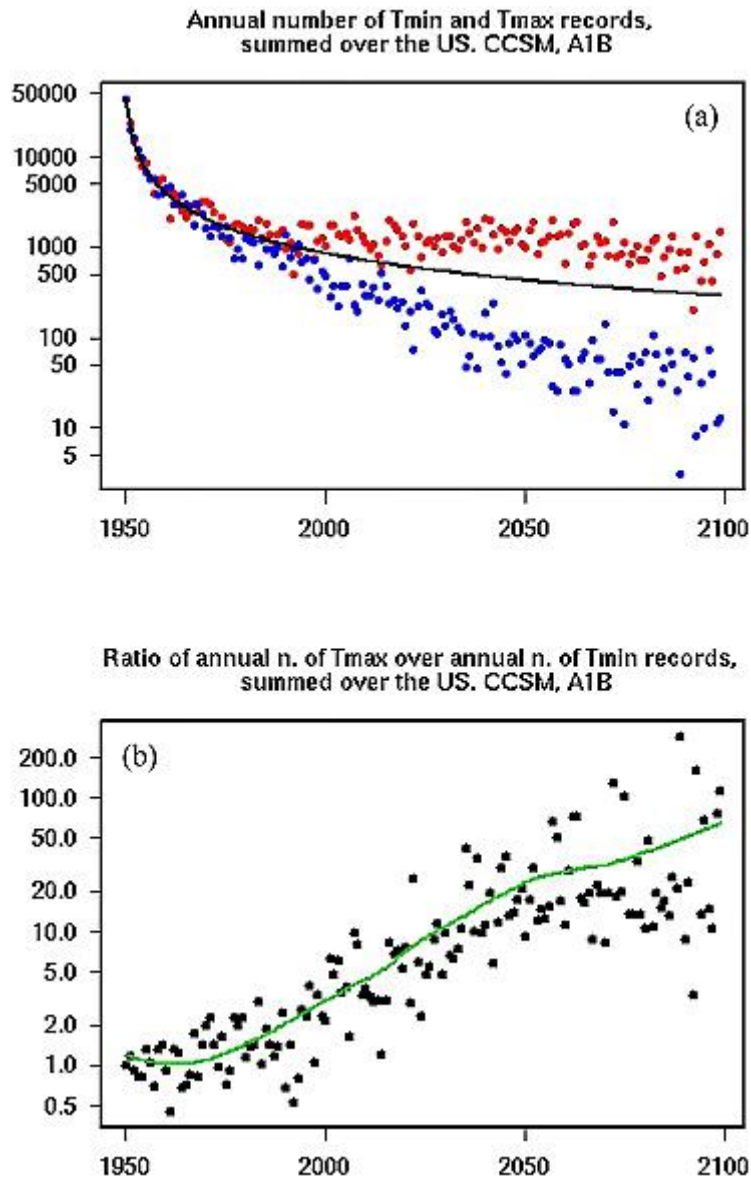 Annual number of Tmin and Tmax records,
summed over the US. CCSM, A1B
(a)
50000
10000
5000
1000
500
100
50
10
5
1950 2000 2050 2100
Ratio of annual n. of Tmax over annual n. of Tmin records,
summed over the US. CCSM, A1B
(b)
200.0
100.0
50.0
20.0
10.0
5.0
2.0
1.0
0.5
1950 2000 2050 2100